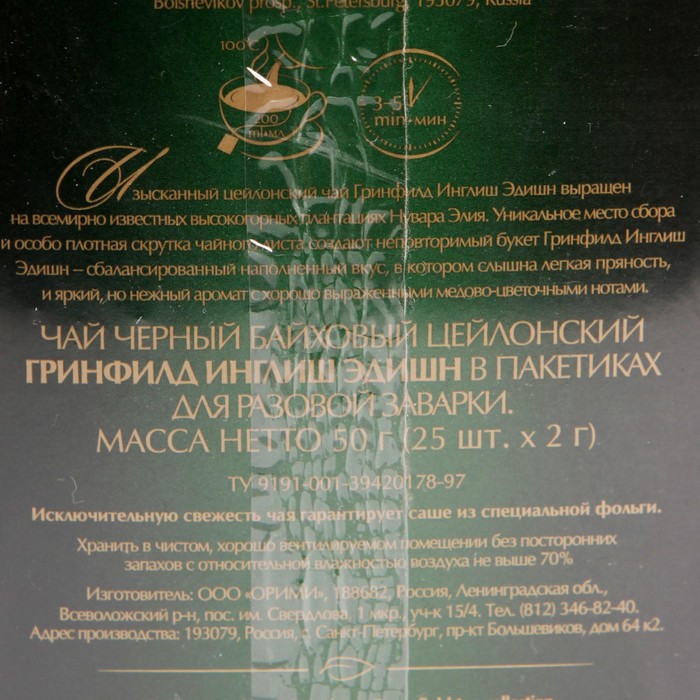 Bolshevikov prosp., St.Petersburg, 193079, Russia
100°
200
ml•мл
3-5
min•мин
Изысканный цейлонский чай Гринфилд Инглиш Эдишн выращен
на всемирно известных высокогорных плантациях Нувара Элия. Уникальное место сбора
и особо плотная скрутка чайного листа создают неповторимый букет Гринфилд Инглиш
Эдишн – сбалансированный наполненный вкус, в котором слышна легкая пряность,
и яркий, но нежный аромат с хорошо выраженными медово-цветочными нотами.
ЧАЙ ЧЕРНЫЙ БАЙХОВЫЙ ЦЕЙЛОНСКИЙ
ГРИНФИЛД ИНГЛИШ ЭДИШН В ПАКЕТИКАХ
ДЛЯ РАЗОВОЙ ЗАВАРКИ.
МАССА НЕТТО 50 г (25 шт. х 2 г)
ТУ 9191-001-39420178-97
Исключительную свежесть чая гарантирует саше из специальной фольги.
Хранить в чистом, хорошо вентилируемом помещении без посторонних
запахов с относительной влажностью воздуха не выше 70%
Изготовитель: ООО «ОРИМИ», 188682, Россия, Ленинградская обл.,
Всеволожский р-н, пос. им. Свердлова, 1 мкр., уч-к 15/4. Тел. (812) 346-82-40.
Адрес производства: 193079, Россия, г. Санкт-Петербург, пр-кт Большевиков, дом 64 к2.